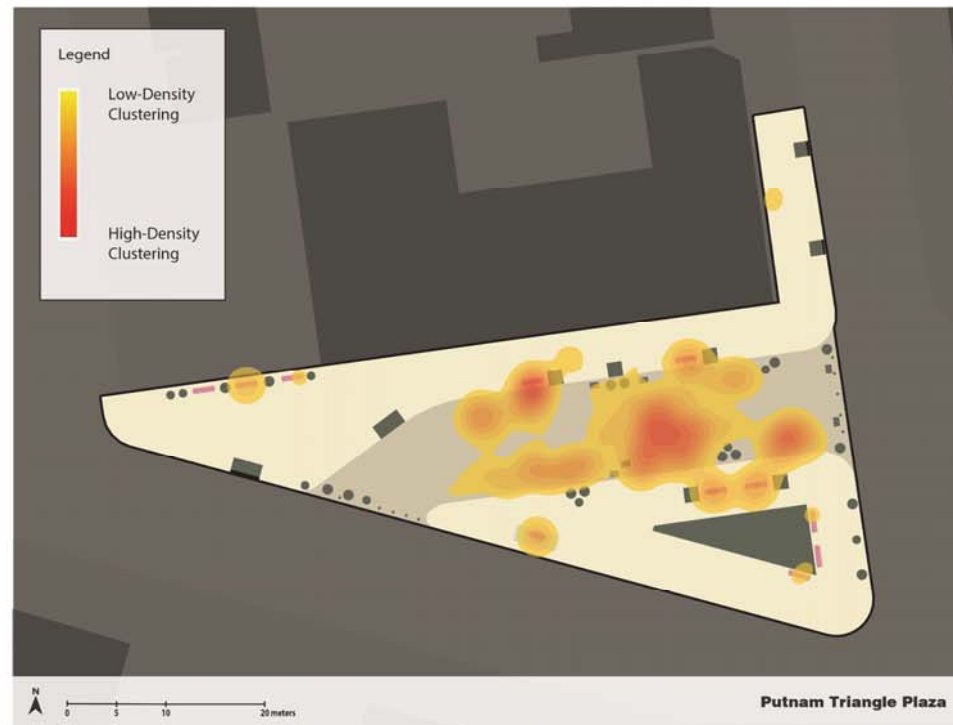 Legend
Low-Density
Clustering
High-Density
Clustering
N
0 5 10 20 meters
Putnam Triangle Plaza